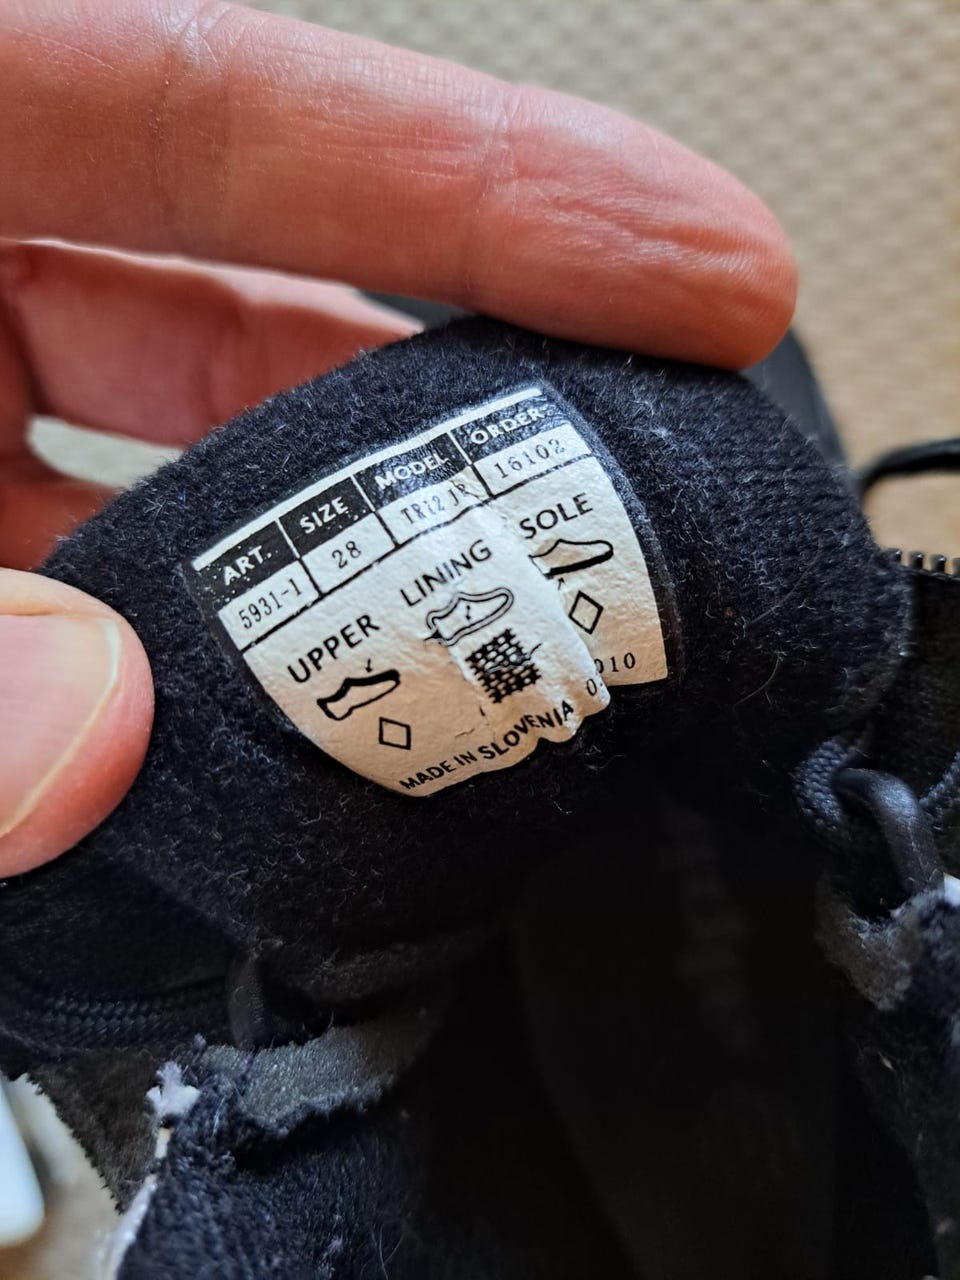 ART. SIZE MODEL ORDER
5931-1 28 TR12 JR 16102
UPPER LINING SOLE
MADE IN SLOVENIA